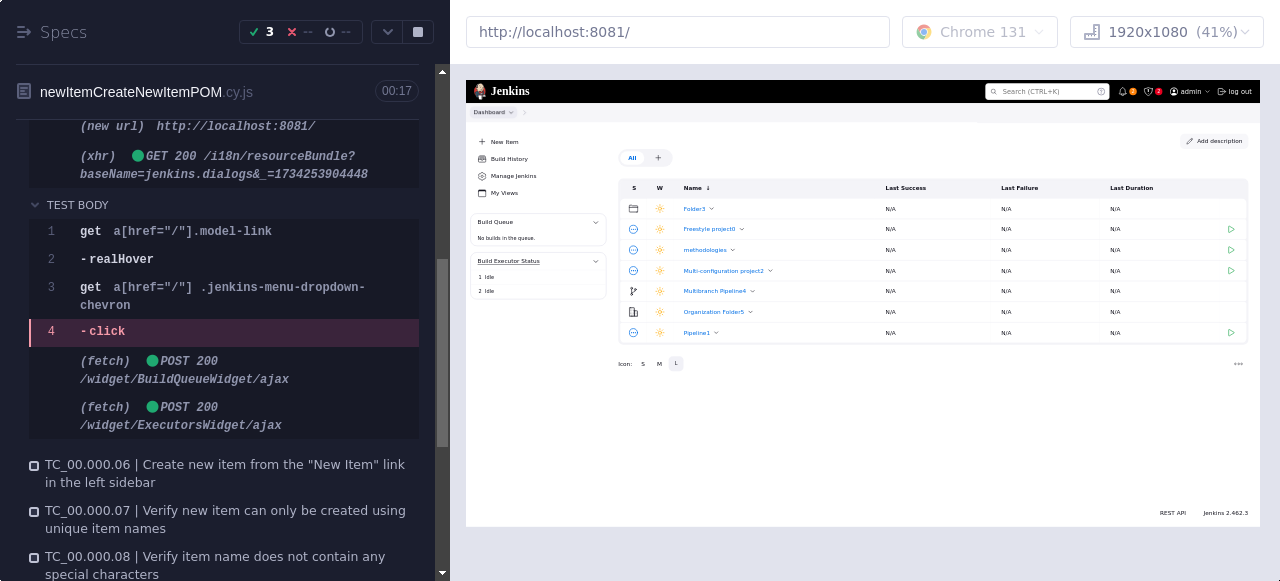 Specs
3 -- --
newItemCreateNewItemPOM.cy.js 00:17
(new url) http://localhost:8081/
(xhr) GET 200 /i18n/resourceBundle?
baseName=jenkins.dialogs&_=1734253904448
TEST BODY
1 get a[href="/"].model-link
2 -realHover
3 get a[href="/"] .jenkins-menu-dropdown-
chevron
4 -click
(fetch) POST 200
/widget/BuildQueueWidget/ajax
(fetch) POST 200
/widget/ExecutorsWidget/ajax
TC_00.000.06 | Create new item from the "New Item" link
in the left sidebar
TC_00.000.07 | Verify new item can only be created using
unique item names
TC_00.000.08 | Verify item name does not contain any
special characters
http://localhost:8081/
Chrome 131
1920x1080 (41%)
Jenkins
Search (CTRL+K)
2
2
admin
log out
Dashboard
New Item
Build History
Manage Jenkins
My Views
Build Queue
No builds in the queue.
Build Executor Status
1 Idle
2 Idle
Add description
All +
S W Name ↓ Last Success Last Failure Last Duration
Folder3 N/A N/A N/A
Freestyle project0 N/A N/A N/A
methodologies N/A N/A N/A
Multi-configuration project2 N/A N/A N/A
Multibranch Pipeline4 N/A N/A N/A
Organization Folder5 N/A N/A N/A
Pipeline1 N/A N/A N/A
Icon: S M L
REST API Jenkins 2.462.3